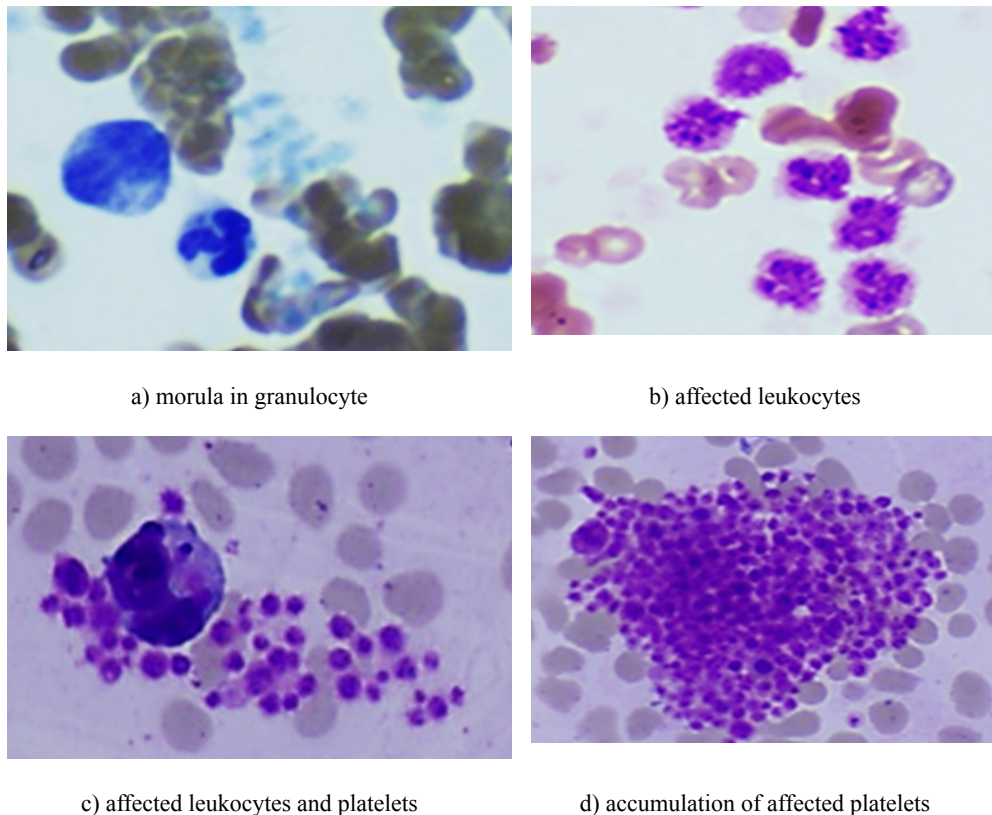 a) morula in granulocyte
b) affected leukocytes
c) affected leukocytes and platelets
d) accumulation of affected platelets